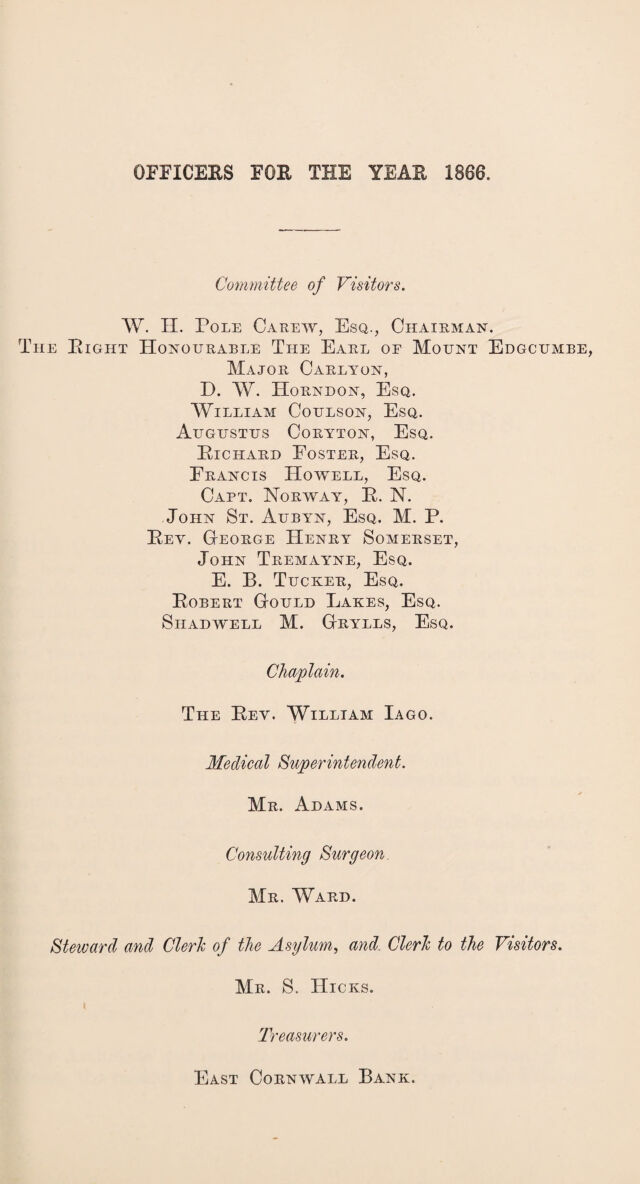 OFFICERS FOR THE YEAR 1866.
Committee of Visitors.
W. H. Pole Carew, Esq., Chairman.
The Right Honourable The Earl of Mount Edgcumbe,
Major Carlyon,
D. W. Horndon, Esq.
William Coulson, Esq.
Augustus Coryton, Esq.
Richard Foster, Esq.
Francis Howell, Esq.
Capt. Norway, R. N.
John St. Aubyn, Esq. M. P.
Rev. George Henry Somerset,
John Tremayne, Esq.
E. B. Tucker, Esq.
Robert Gould Lakes, Esq.
Shadwell M. Grylls, Esq.
Chaplain.
The Rev. William Iago.
Medical Superintendent.
Mr. Adams.
Consulting Surgeon.
Mr. Ward.
Steward and Clerk of the Asylum, and Clerk to the Visitors.
Mr. S. Hicks.
Treasurers.
East Cornwall Bank.